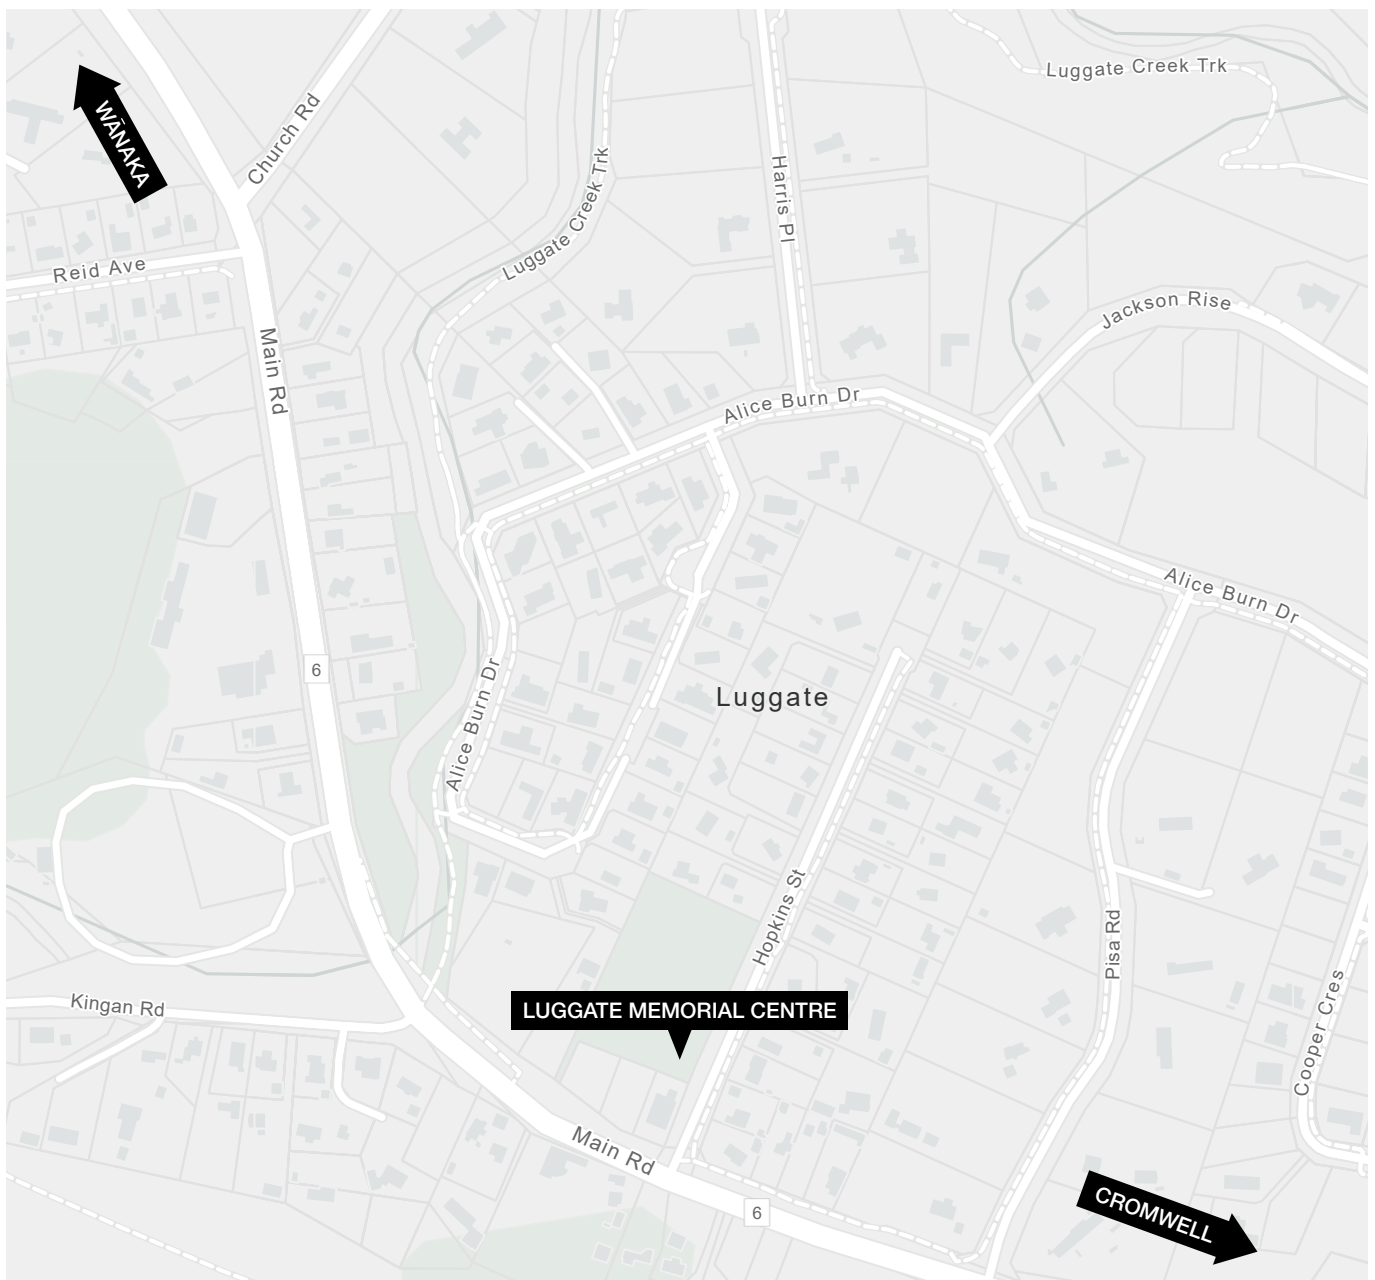 Luggate Creek Trk
WĀNAKA
Church Rd
Harris Pl
Luggate Creek Trk
Reid Ave
Jackson Rise
Main Rd
Alice Burn Dr
Alice Burn Dr
6
Luggate
Alice Burn Dr
Hopkins St
Pisa Rd
Kingan Rd
LUGGATE MEMORIAL CENTRE
Cooper Cres
Main Rd
6
CROMWELL